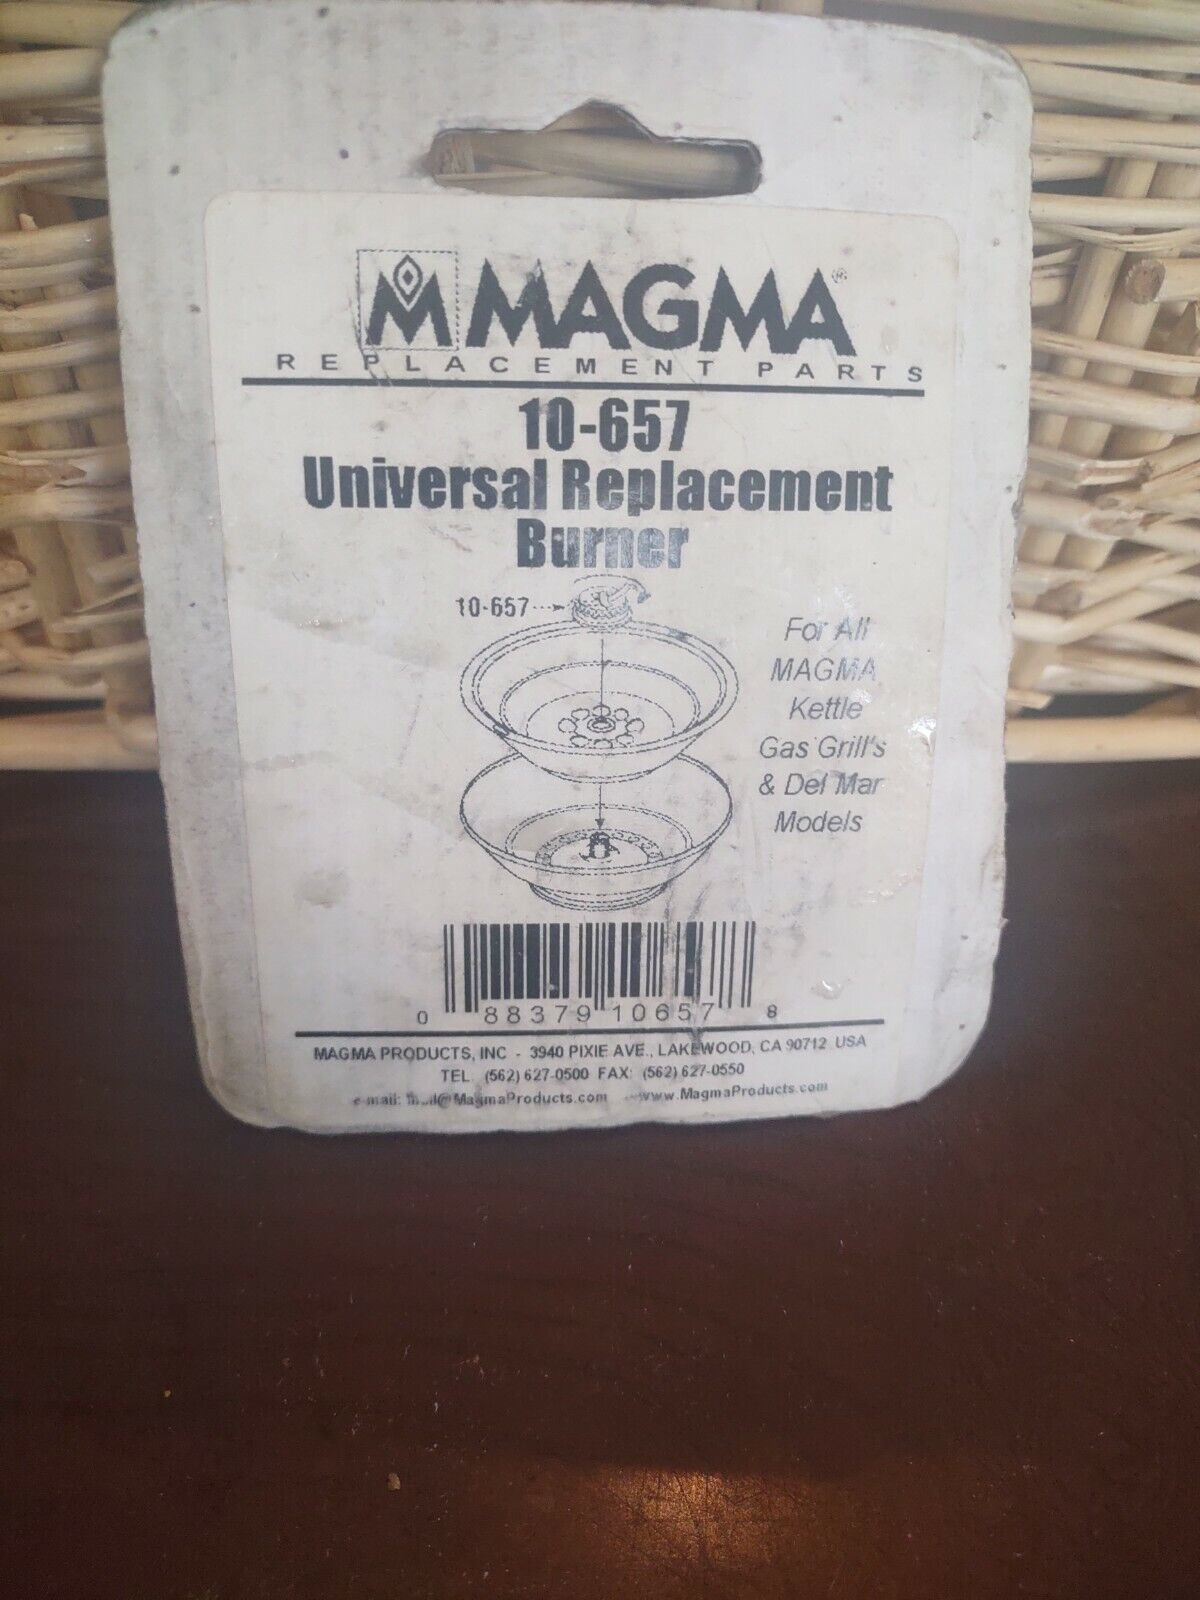 M MAGMA®
REPLACEMENT PARTS
10-657
Universal Replacement
Burner
10-657
For All
MAGMA
Kettle
Gas Grill's
& Del Mar
Models
0 88379 10657 8
MAGMA PRODUCTS, INC - 3940 PIXIE AVE., LAKEWOOD, CA 90712 USA
TEL: (562) 627-0500 FAX: (562) 627-0550
e-mail: www.MagmaProducts.com